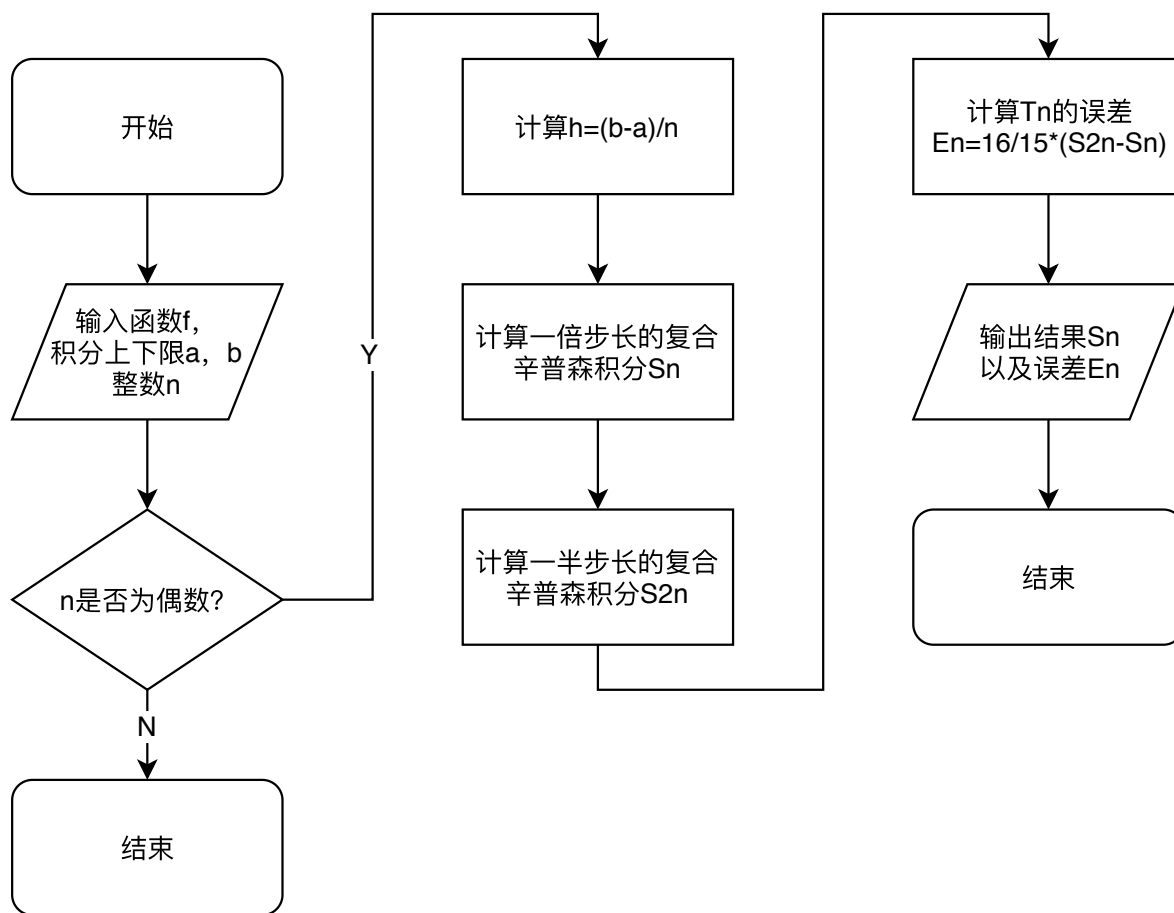 开始
输入函数f，
积分上下限a，b
整数n
n是否为偶数?
N
结束
Y
计算h=(b-a)/n
计算一倍步长的复合
辛普森积分Sn
计算一半步长的复合
辛普森积分S2n
计算Tn的误差
En=16/15*(S2n-Sn)
输出结果Sn
以及误差En
结束